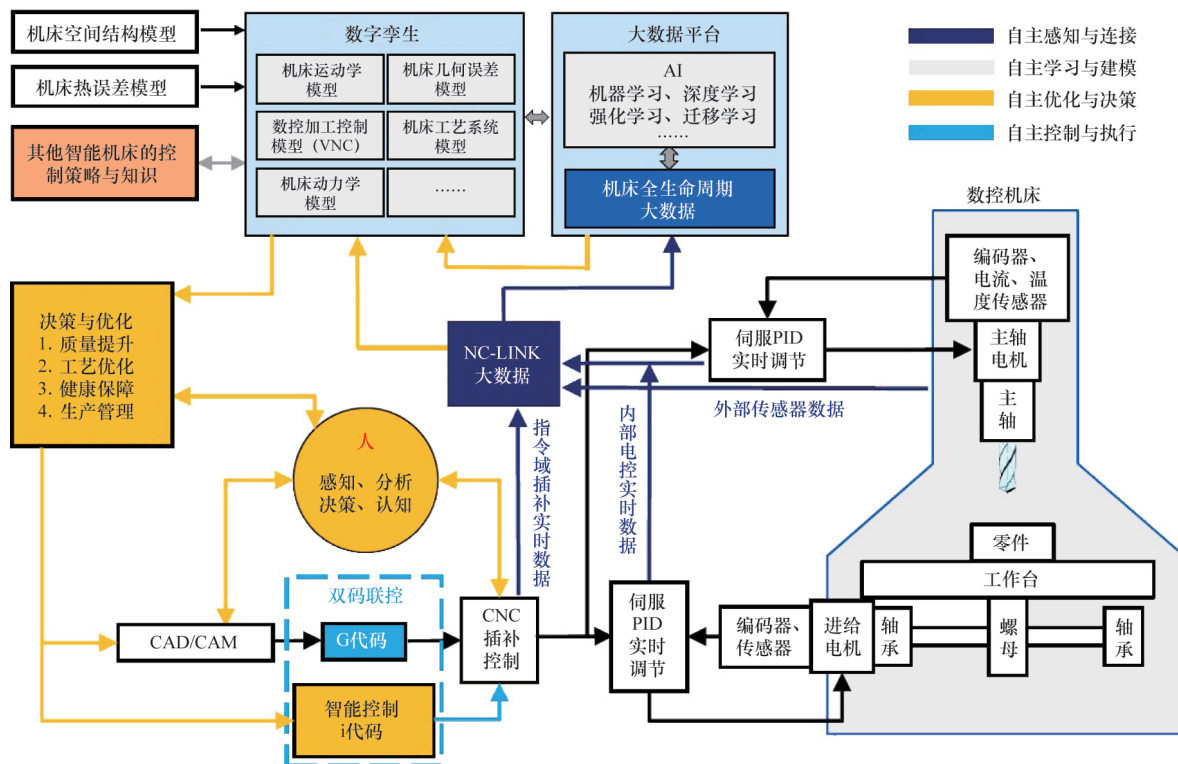 机床空间结构模型
机床热误差模型
其他智能机床的控
制策略与知识
数字孪生
机床运动学
模型
机床几何误差
模型
数控加工控制
模型（VNC）
机床工艺系统
模型
机床动力学
模型
……
大数据平台
AI
机器学习、深度学习
强化学习、迁移学习
……
机床全生命周期
大数据
自主感知与连接
自主学习与建模
自主优化与决策
自主控制与执行
数控机床
编码器、
电流、温
度传感器
主轴
电机
主
轴
伺服PID
实时调节
NC-LINK
大数据
外部传感器数据
内部电控实时数据
指令域插补实时数据
决策与优化
1. 质量提升
2. 工艺优化
3. 健康保障
4. 生产管理
人
感知、分析
决策、认知
双码联控
CAD/CAM
G代码
智能控制
i代码
CNC
插补
控制
伺服
PID
实时
调节
编码器、
传感器
进给
电机
轴
承
零件
工作台
螺
母
轴
承